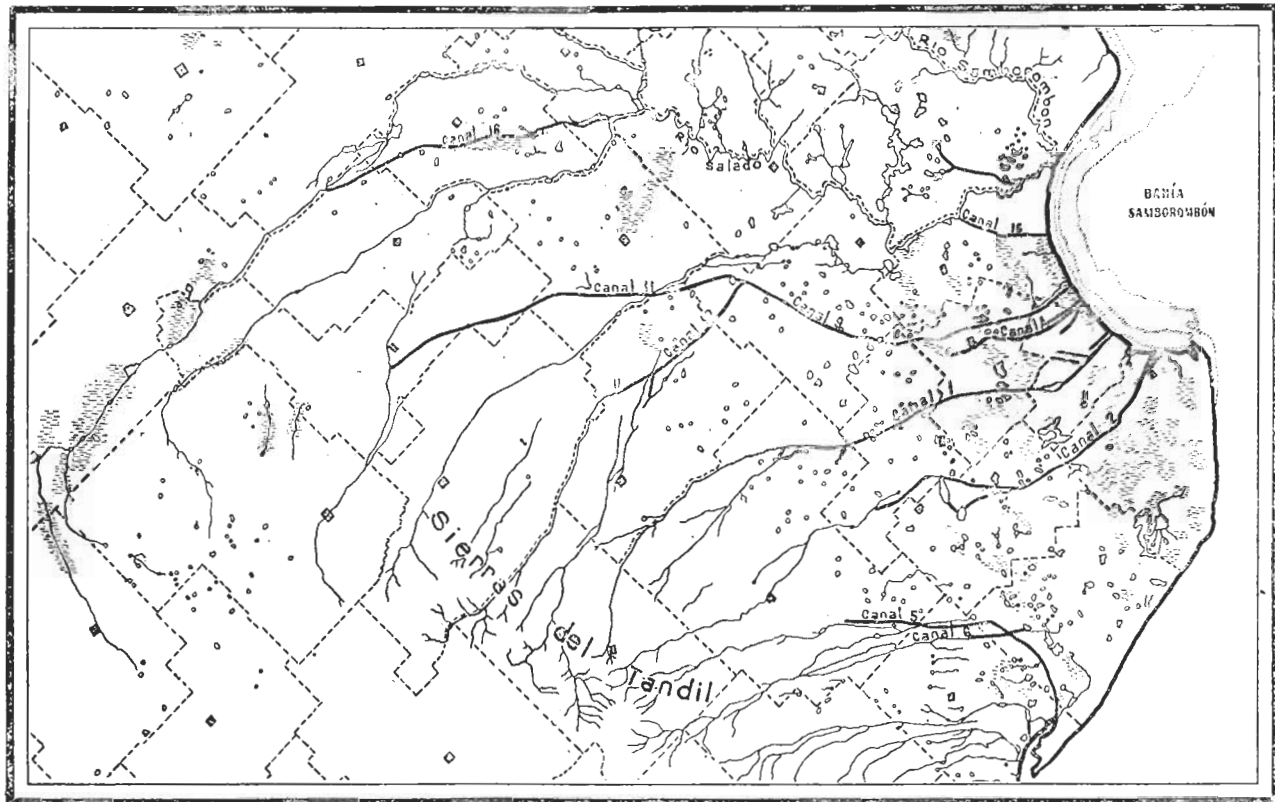 Río
Samborombón
Canal 16
Río
Salado
BAHÍA
SAMBOROMBÓN
Canal 15
Canal 11
Canal
Canal
Canal
Canal 1
Canal 2
Sierras
del
Tandil
Canal 5
Canal 6